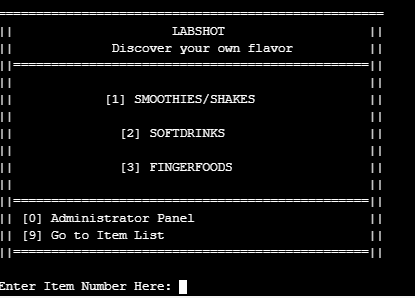 LABSHOT
Discover your own flavor
[1] SMOOTHIES/SHAKES
[2] SOFTDRINKS
[3] FINGERFOODS
[0] Administrator Panel
[9] Go to Item List
Enter Item Number Here: